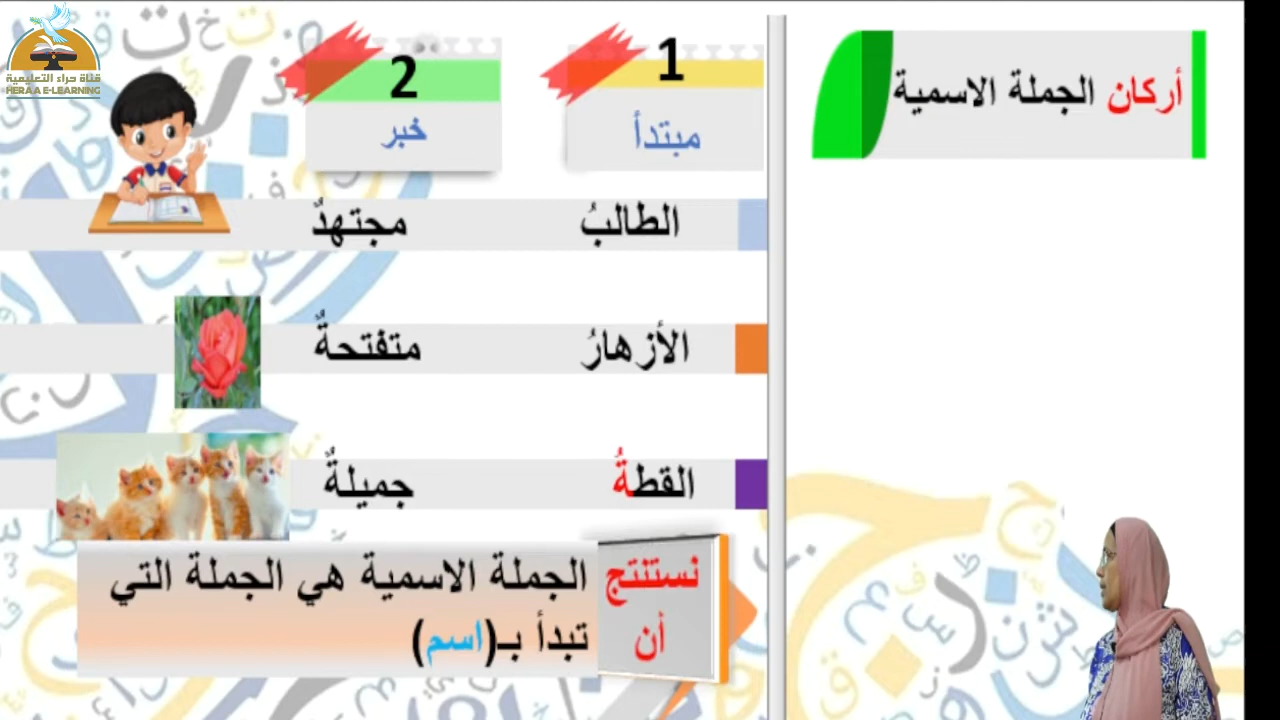 قناة حراء التعليمية
HERAA E-LEARNING
أركان الجملة الاسمية
1
2
مبتدأ
خبر
الطالبُ مجتهدٌ
الأزهارُ متفتحةٌ
القطةُ جميلةٌ
نستنتج أن
الجملة الاسمية هي الجملة التي
تبدأ بـ(اسم)